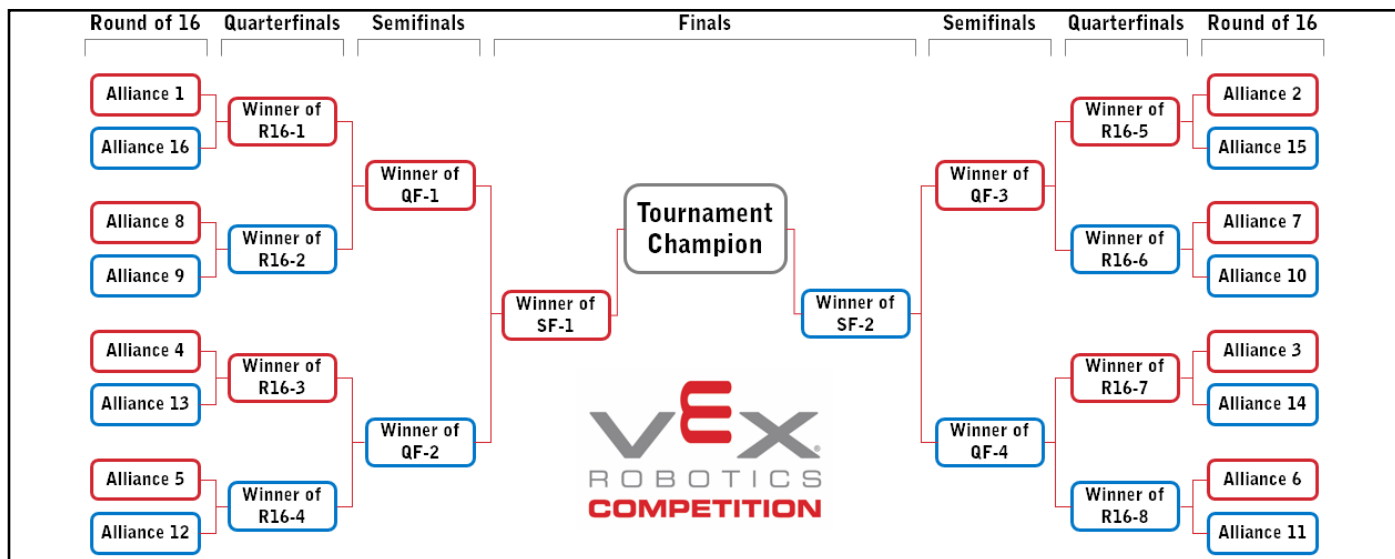 Round of 16 Quarterfinals Semifinals Finals Semifinals Quarterfinals Round of 16
Alliance 1
Alliance 16
Alliance 8
Alliance 9
Alliance 4
Alliance 13
Alliance 5
Alliance 12
Winner of
R16-1
Winner of
R16-2
Winner of
R16-3
Winner of
R16-4
Winner of
QF-1
Winner of
QF-2
Winner of
SF-1
Tournament
Champion
Winner of
SF-2
VEX®
ROBOTICS
COMPETITION
Winner of
QF-3
Winner of
QF-4
Winner of
R16-5
Winner of
R16-6
Winner of
R16-7
Winner of
R16-8
Alliance 2
Alliance 15
Alliance 7
Alliance 10
Alliance 3
Alliance 14
Alliance 6
Alliance 11